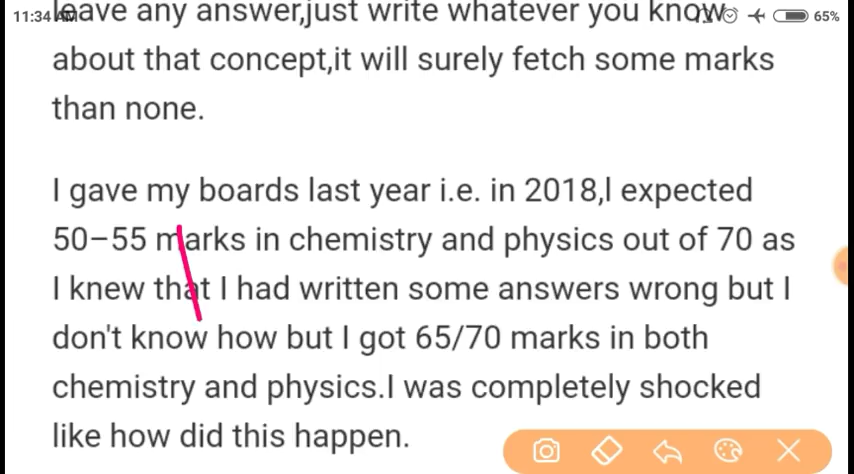 leave any answer,just write whatever you know
11:34 AM 65%
about that concept,it will surely fetch some marks
than none.
I gave my boards last year i.e. in 2018,I expected
50–55 marks in chemistry and physics out of 70 as
I knew that I had written some answers wrong but I
don't know how but I got 65/70 marks in both
chemistry and physics.I was completely shocked
like how did this happen.